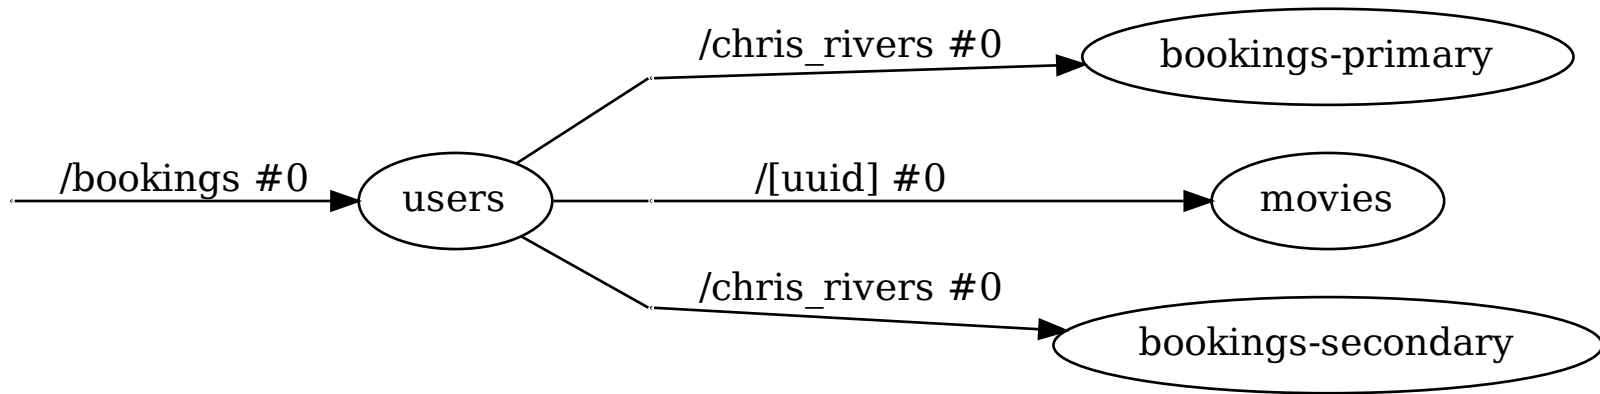 /chris_rivers #0
bookings-primary
/bookings #0
users
/[uuid] #0
movies
/chris_rivers #0
bookings-secondary